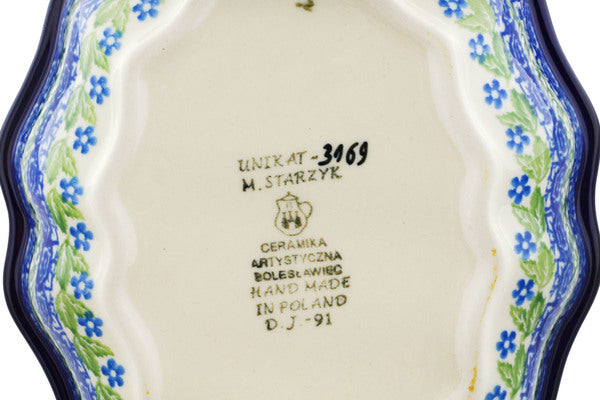 UNIKAT-3169
M. STARZYK
CERAMIKA
ARTYSTYCZNA
BOLESŁAWIEC
HAND MADE
IN POLAND
D.J.-91